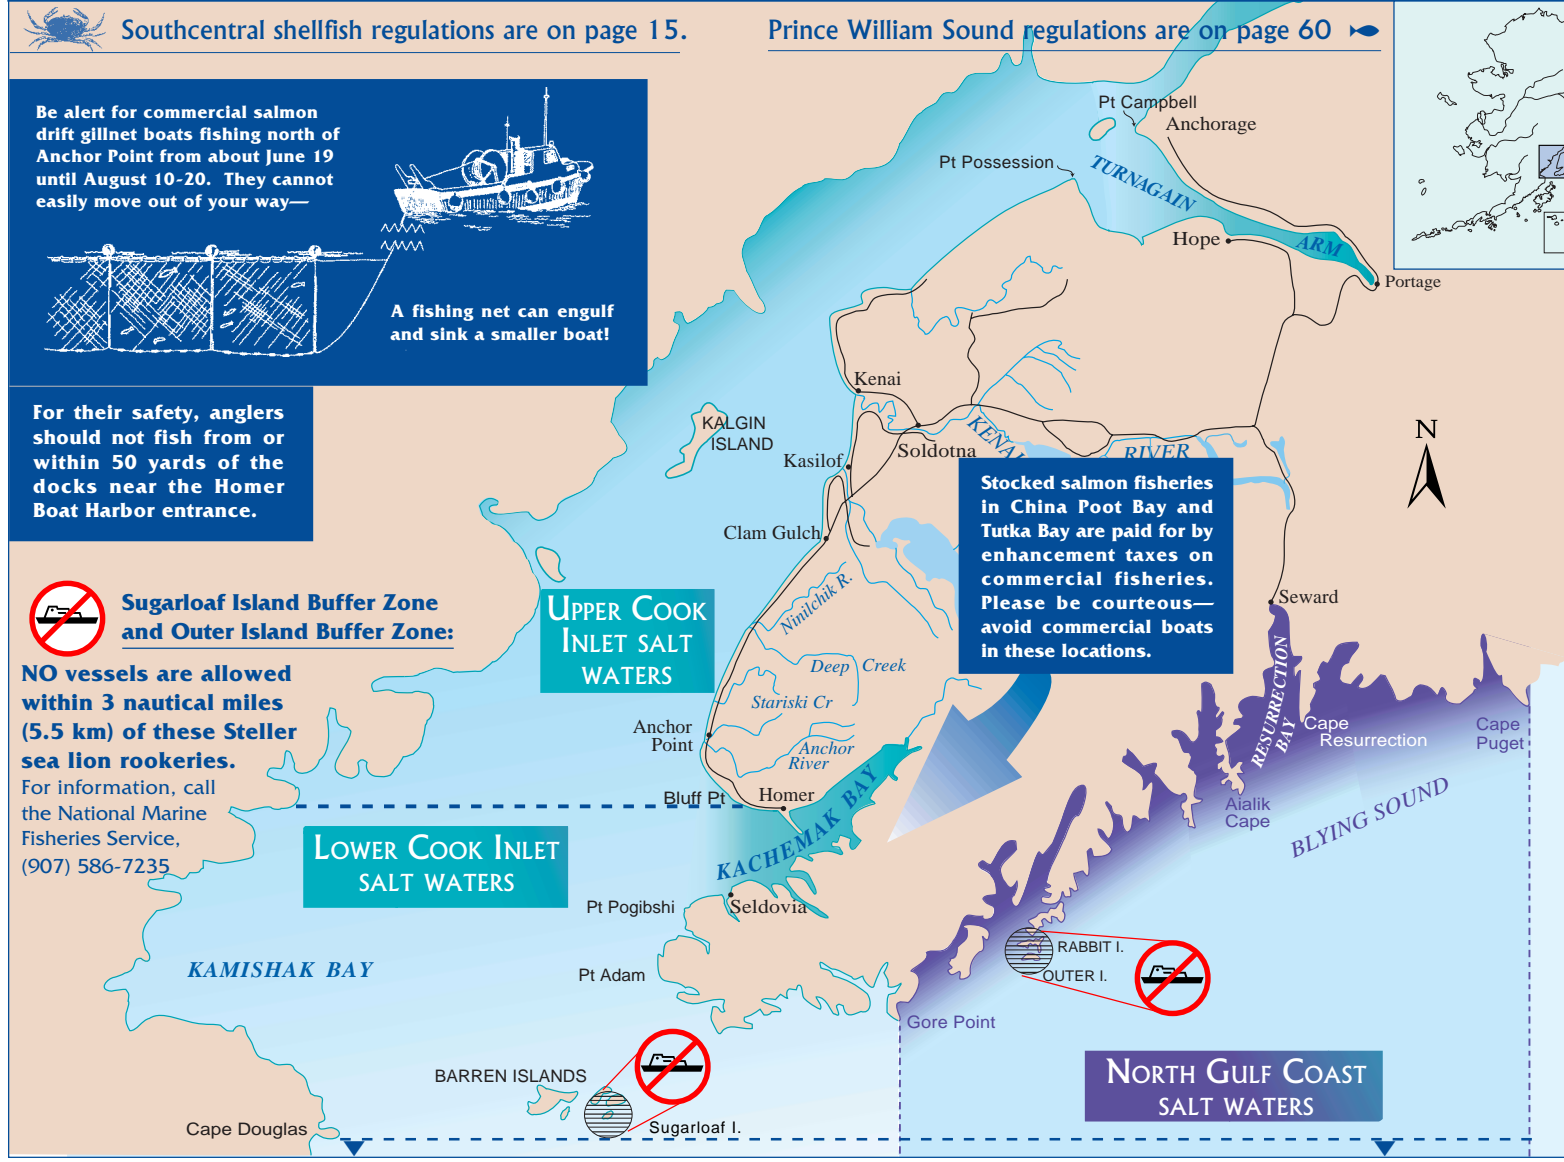 Southcentral shellfish regulations are on page 15.
Prince William Sound regulations are on page 60
Be alert for commercial salmon
drift gillnet boats fishing north of
Anchor Point from about June 19
until August 10-20. They cannot
easily move out of your way—
A fishing net can engulf
and sink a smaller boat!
For their safety, anglers
should not fish from or
within 50 yards of the
docks near the Homer
Boat Harbor entrance.
Sugarloaf Island Buffer Zone
and Outer Island Buffer Zone:
NO vessels are allowed
within 3 nautical miles
(5.5 km) of these Steller
sea lion rookeries.
For information, call
the National Marine
Fisheries Service,
(907) 586-7235
Pt Campbell
Anchorage
Pt Possession
TURNAGAIN
ARM
Hope
Portage
Kenai
KALGIN
ISLAND
Soldotna
KENAI
RIVER
Kasilof
N
Stocked salmon fisheries
in China Poot Bay and
Tutka Bay are paid for by
enhancement taxes on
commercial fisheries.
Please be courteous—
avoid commercial boats
in these locations.
Clam Gulch
Ninilchik R.
UPPER COOK
INLET SALT
WATERS
Deep Creek
Stariski Cr
Anchor
Point
Anchor
River
Bluff Pt
Homer
Seward
RESURRECTION
BAY
Cape
Resurrection
Cape
Puget
Aialik
Cape
BLYING SOUND
LOWER COOK INLET
SALT WATERS
KACHEMAK BAY
Pt Pogibshi
Seldovia
KAMISHAK BAY
Pt Adam
RABBIT I.
OUTER I.
Gore Point
NORTH GULF COAST
SALT WATERS
BARREN ISLANDS
Sugarloaf I.
Cape Douglas